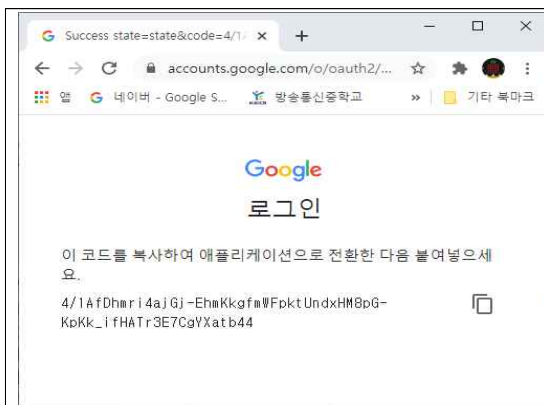 Success state=state&code=4/1
accounts.google.com/o/oauth2/...
앱 네이버 - Google S... 방송통신중학교 » 기타 북마크
Google
로그인
이 코드를 복사하여 애플리케이션으로 전환한 다음 붙여넣으세
요.
4/1AfDhmri4ajGj-EhmKkgfmWFpktUndxHM8pG-
KpKk_ifHATr3E7CgYXatb44